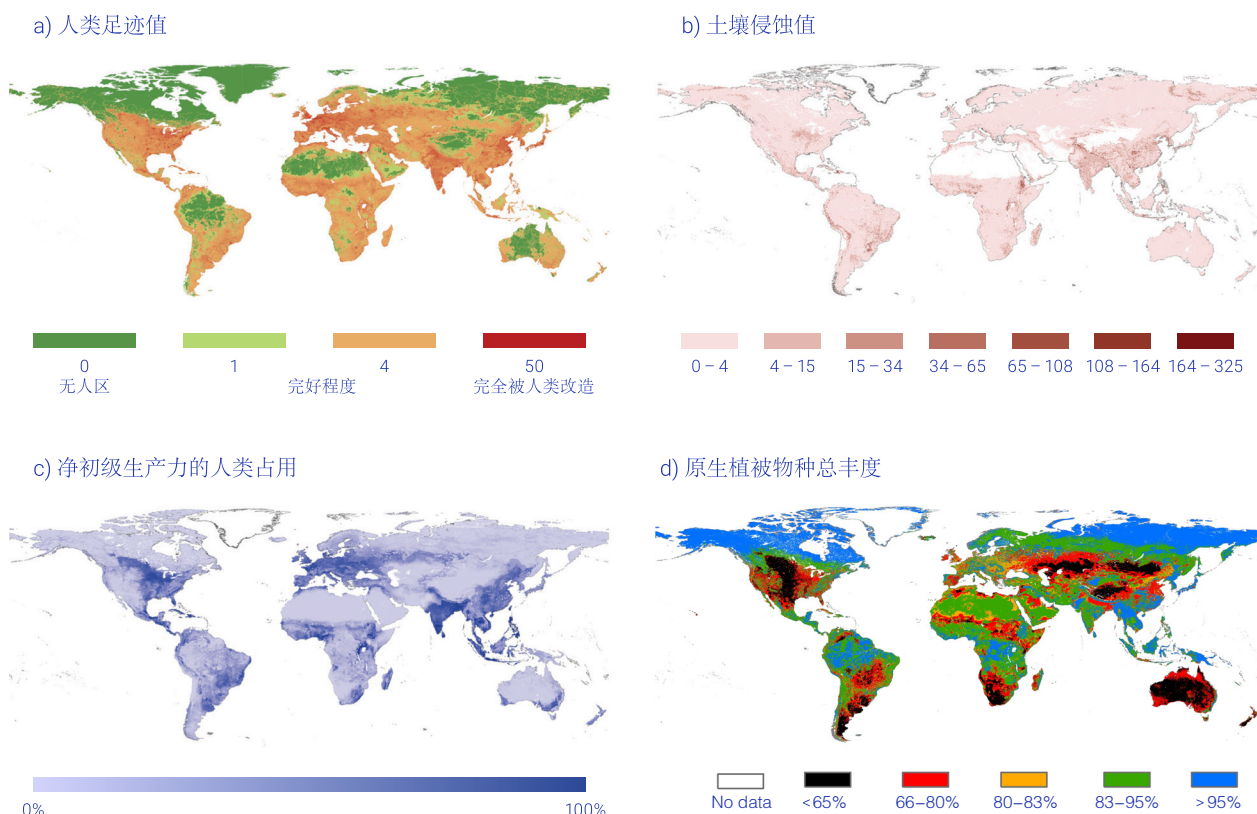 a) 人类足迹值
b) 土壤侵蚀值
0
1
4
50
无人区
完好程度
完全被人类改造
0 – 4
4 – 15
15 – 34
34 – 65
65 – 108
108 – 164
164 – 325
c) 净初级生产力的人类占用
d) 原生植被物种总丰度
0%
100%
No data
<65%
66–80%
80–83%
83–95%
>95%